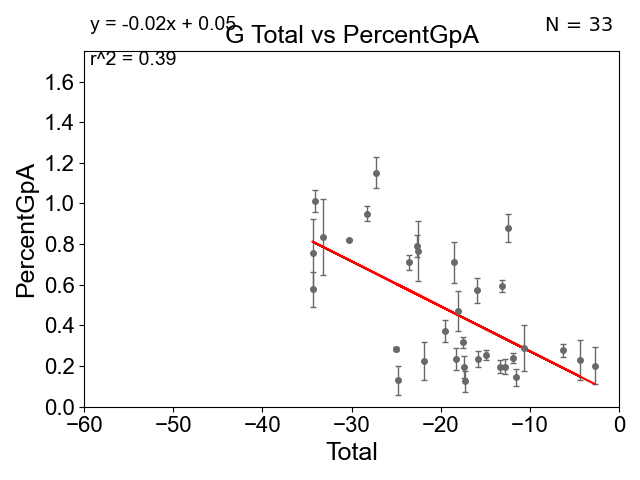 y = -0.02x + 0.05
N = 33
G Total vs PercentGpA
r^2 = 0.39
PercentGpA
1.6
1.4
1.2
1.0
0.8
0.6
0.4
0.2
0.0
−60 −50 −40 −30 −20 −10 0
Total